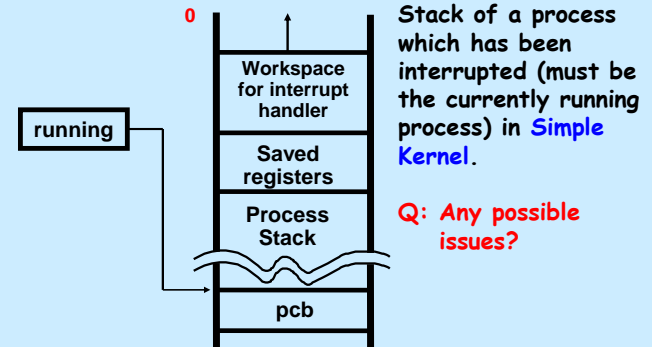 0
Workspace
for interrupt
handler
running
Saved
registers
Process
Stack
pcb
Stack of a process
which has been
interrupted (must be
the currently running
process) in Simple
Kernel.
Q: Any possible
issues?